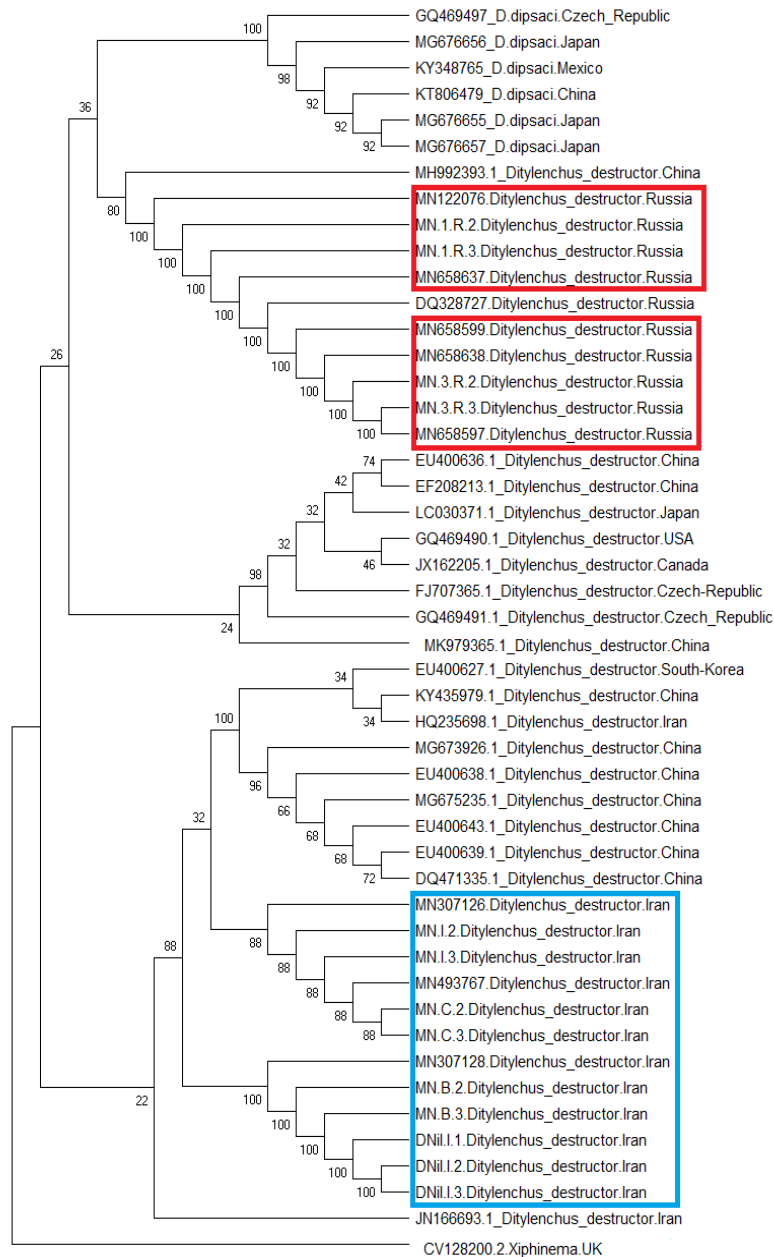 GQ469497_D.dipsaci.Czech_Republic
100
MG676656_D.dipsaci.Japan
98
KY348765_D.dipsaci.Mexico
92
KT806479_D.dipsaci.China
36
92
MG676655_D.dipsaci.Japan
92
MG676657_D.dipsaci.Japan
MH992393.1_Ditylenchus_destructor.China
80
MN122076.Ditylenchus_destructor.Russia
100
MN.1.R.2.Ditylenchus_destructor.Russia
100
MN.1.R.3.Ditylenchus_destructor.Russia
100
MN658637.Ditylenchus_destructor.Russia
100
DQ328727.Ditylenchus_destructor.Russia
100
MN658599.Ditylenchus_destructor.Russia
100
26
MN658638.Ditylenchus_destructor.Russia
100
MN.3.R.2.Ditylenchus_destructor.Russia
100
MN.3.R.3.Ditylenchus_destructor.Russia
100
MN658597.Ditylenchus_destructor.Russia
74
EU400636.1_Ditylenchus_destructor.China
42
EF208213.1_Ditylenchus_destructor.China
32
LC030371.1_Ditylenchus_destructor.Japan
32
GQ469490.1_Ditylenchus_destructor.USA
46
JX162205.1_Ditylenchus_destructor.Canada
98
FJ707365.1_Ditylenchus_destructor.Czech-Republic
24
GQ469491.1_Ditylenchus_destructor.Czech_Republic
MK979365.1_Ditylenchus_destructor.China
34
EU400627.1_Ditylenchus_destructor.South-Korea
KY435979.1_Ditylenchus_destructor.China
34
HQ235698.1_Ditylenchus_destructor.Iran
100
MG673926.1_Ditylenchus_destructor.China
96
EU400638.1_Ditylenchus_destructor.China
66
MG675235.1_Ditylenchus_destructor.China
32
68
EU400643.1_Ditylenchus_destructor.China
68
EU400639.1_Ditylenchus_destructor.China
72
DQ471335.1_Ditylenchus_destructor.China
MN307126.Ditylenchus_destructor.Iran
88
MN.I.2.Ditylenchus_destructor.Iran
88
88
MN.I.3.Ditylenchus_destructor.Iran
88
MN493767.Ditylenchus_destructor.Iran
88
MN.C.2.Ditylenchus_destructor.Iran
88
MN.C.3.Ditylenchus_destructor.Iran
MN307128.Ditylenchus_destructor.Iran
22
100
MN.B.2.Ditylenchus_destructor.Iran
100
MN.B.3.Ditylenchus_destructor.Iran
100
DNil.I.1.Ditylenchus_destructor.Iran
100
DNil.I.2.Ditylenchus_destructor.Iran
100
DNil.I.3.Ditylenchus_destructor.Iran
JN166693.1_Ditylenchus_destructor.Iran
CV128200.2.Xiphinema.UK